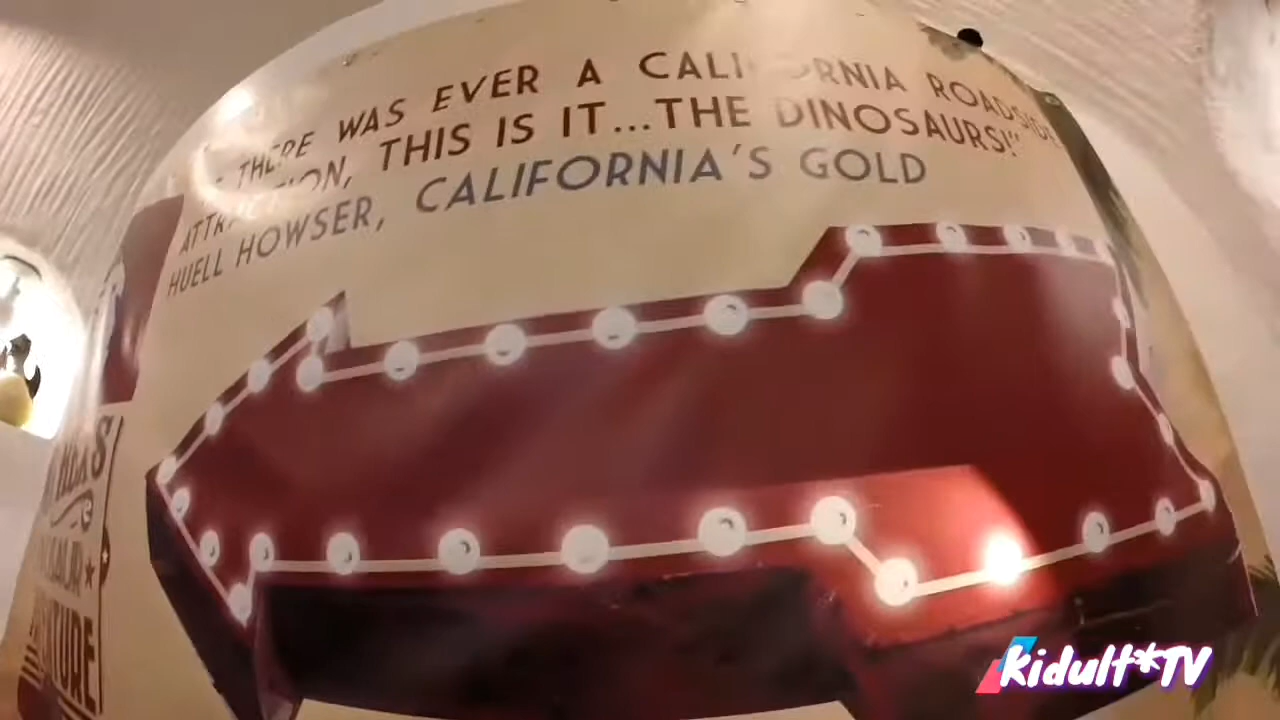 THERE WAS EVER A CALIFORNIA ROADSIDE
ATTRACTION, THIS IS IT...THE DINOSAURS!"
HUELL HOWSER, CALIFORNIA'S GOLD
Kidult*TV